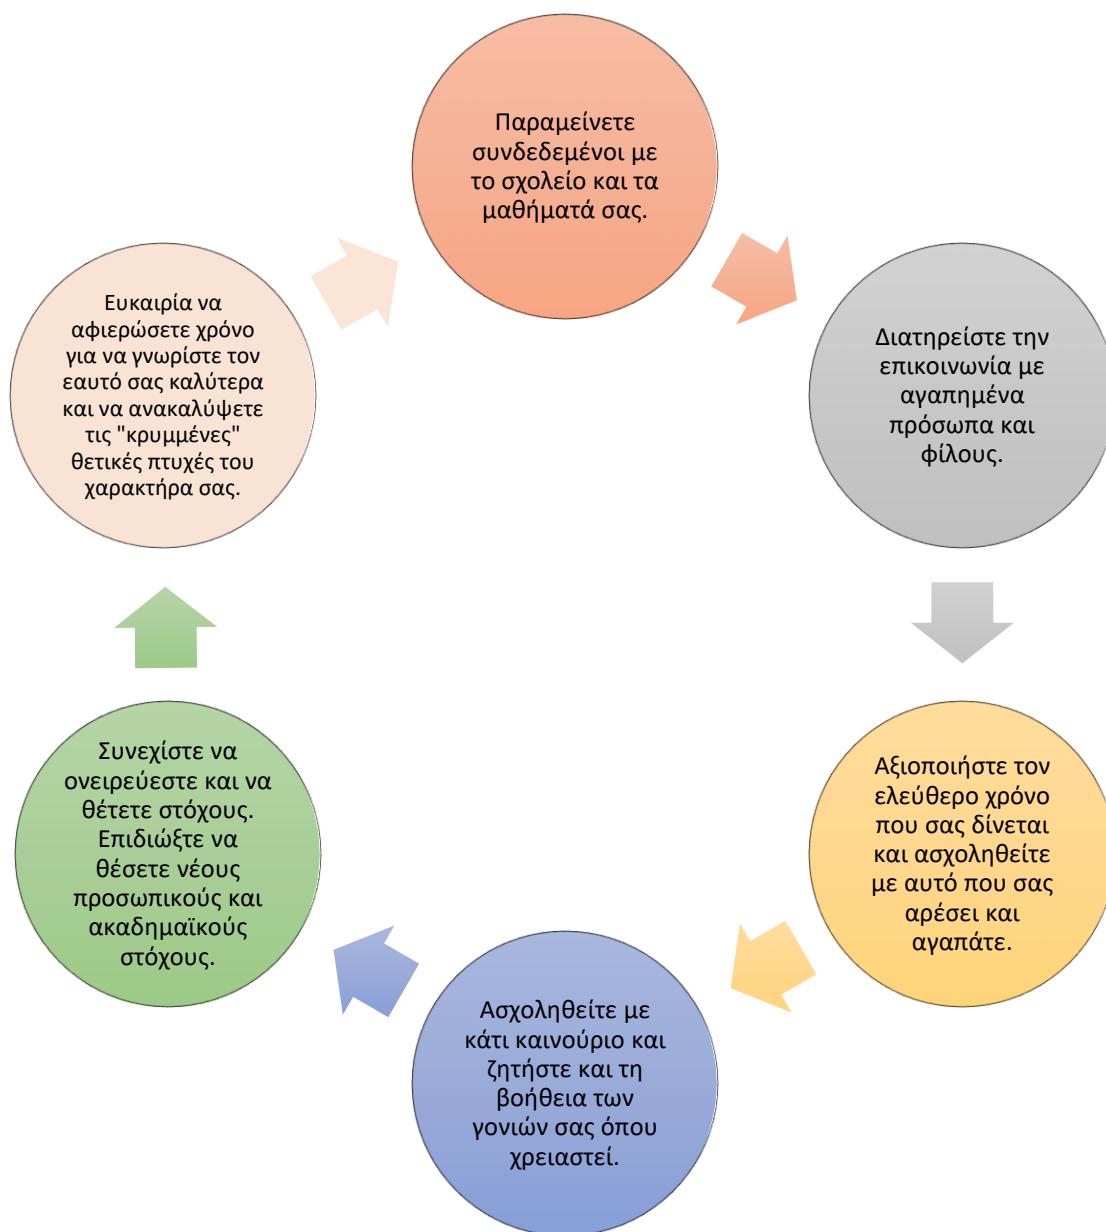 Παραμείνετε
συνδεδεμένοι με
το σχολείο και τα
μαθήματά σας.
Διατηρείστε την
επικοινωνία με
αγαπημένα
πρόσωπα και
φίλους.
Αξιοποιήστε τον
ελεύθερο χρόνο
που σας δίνεται
και ασχοληθείτε
με αυτό που σας
αρέσει και
αγαπάτε.
Ασχοληθείτε με
κάτι καινούριο και
ζητήστε και τη
βοήθεια των
γονιών σας όπου
χρειαστεί.
Συνεχίστε να
ονειρεύεστε και να
θέτετε στόχους.
Επιδιώξτε να
θέσετε νέους
προσωπικούς και
ακαδημαϊκούς
στόχους.
Ευκαιρία να
αφιερώσετε χρόνο
για να γνωρίστε τον
εαυτό σας καλύτερα
και να ανακαλύψετε
τις "κρυμμένες"
θετικές πτυχές του
χαρακτήρα σας.